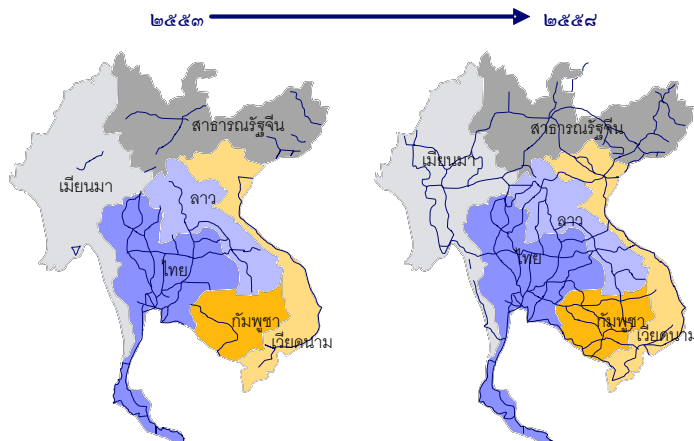 ๒๕๕๓
๒๕๕๘
สาธารณรัฐจีน
เมียนมา
ลาว
ไทย
กัมพูชา
เวียดนาม
สาธารณรัฐจีน
เมียนมา
ลาว
ไทย
กัมพูชา
เวียดนาม